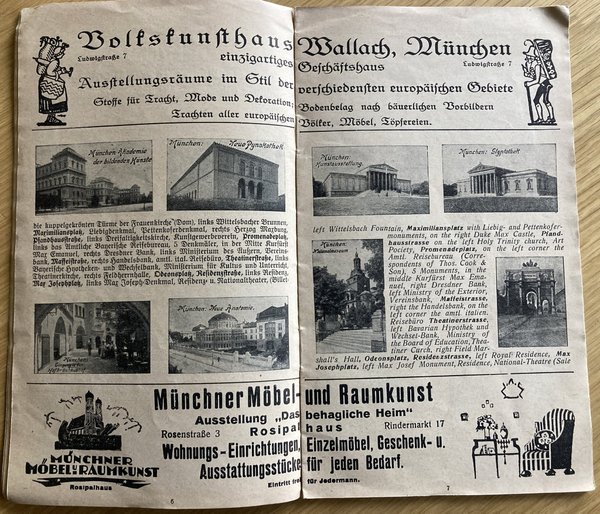 Volkskunsthaus Wallach, München
Ludwigstraße 7 einzigartiges Geschäftshaus Ludwigstraße 7
Ausstellungsräume im Stil der verschiedensten europäischen Gebiete
Stoffe für Tracht, Mode und Dekoration: Bodenbelag nach bäuerlichen Vorbildern
Trachten aller europäischen Völker, Möbel, Töpfereien.
München-Akademie
der bildenden Künste
München:
Neue Pynakothek
die kuppelgekrönten Türme der Frauenkirche (Dom), links Wittelsbacher Brunnen,
Maximiliansplatz, Liebigdenkmal, Pettenkoferdenkmal, rechts Herzog Maxburg,
Pfandhausstraße, links Dreifaltigkeitskirche, Kunstgewerbeverein, Promenadeplatz,
links das Amtliche Bayerische Reisebüro, 5 Denkmäler, in der Mitte Kurfürst
Max Emanuel, rechts Dresdner Bank, links Ministerium des Äußern, Vereins-
bank, Maffeistraße, rechts Handelsbank, links amtl. ital. Reisebüro, Theatinerstraße, links
Bayerische Hypotheken- und Wechselbank, Ministerium für Kultus und Unterricht,
Theatinerkirche, rechts Feldherrnhalle, Odeonsplatz, Residenzstraße, links Residenz,
Max Josephplatz, links Max Joseph-Denkmal, Residenz u. Nationaltheater, (Billet-
München:
München: Neue Anatomie.
München:
Kunstausstellung.
München: Glyptothek
left Wittelsbach Fountain, Maximiliansplatz with Liebig- and Pettenkofer-
monuments, on the right Duke Max Castle, Pfand-
hausstrasse on the left Holy Trinity church, Art
Pociety, Promenadeplatz, on the left corner the
Amtl. Reisebureau (Corre-
spondents of Thos. Cook &
Son), 5 Monuments, in the
middle Kurfürst Max Ema-
nuel, right Dresdner Bank,
left Ministry of the Exterior,
Vereinsbank, Maffeistrasse,
right the Handelsbank, on the
left corner the amtl. italien.
Reisebüro Theatinerstrasse,
left Bavarian Hypothek und
Wechsel-Bank, Ministry of
the Board of Education, Thea-
tiner Curch, right Field Mar-
shall's Hall, Odeonsplatz, Residezstrasse, left Royal Residence, Max
Josephplatz, left Max Josef Monument, Residence, National-Theatre (Sale
München:
Nationalmuseum
Münchner Möbel- und Raumkunst
Ausstellung „Das behagliche Heim"
Rosenstraße 3 Rosipalhaus Rindermarkt 17
Wohnungs-Einrichtungen, Einzelmöbel, Geschenk- u.
Ausstattungsstücke für jeden Bedarf.
Eintritt frei für Jedermann.
MÜNCHNER
MÖBEL u. RAUMKUNST
Rosipalhaus
6
7